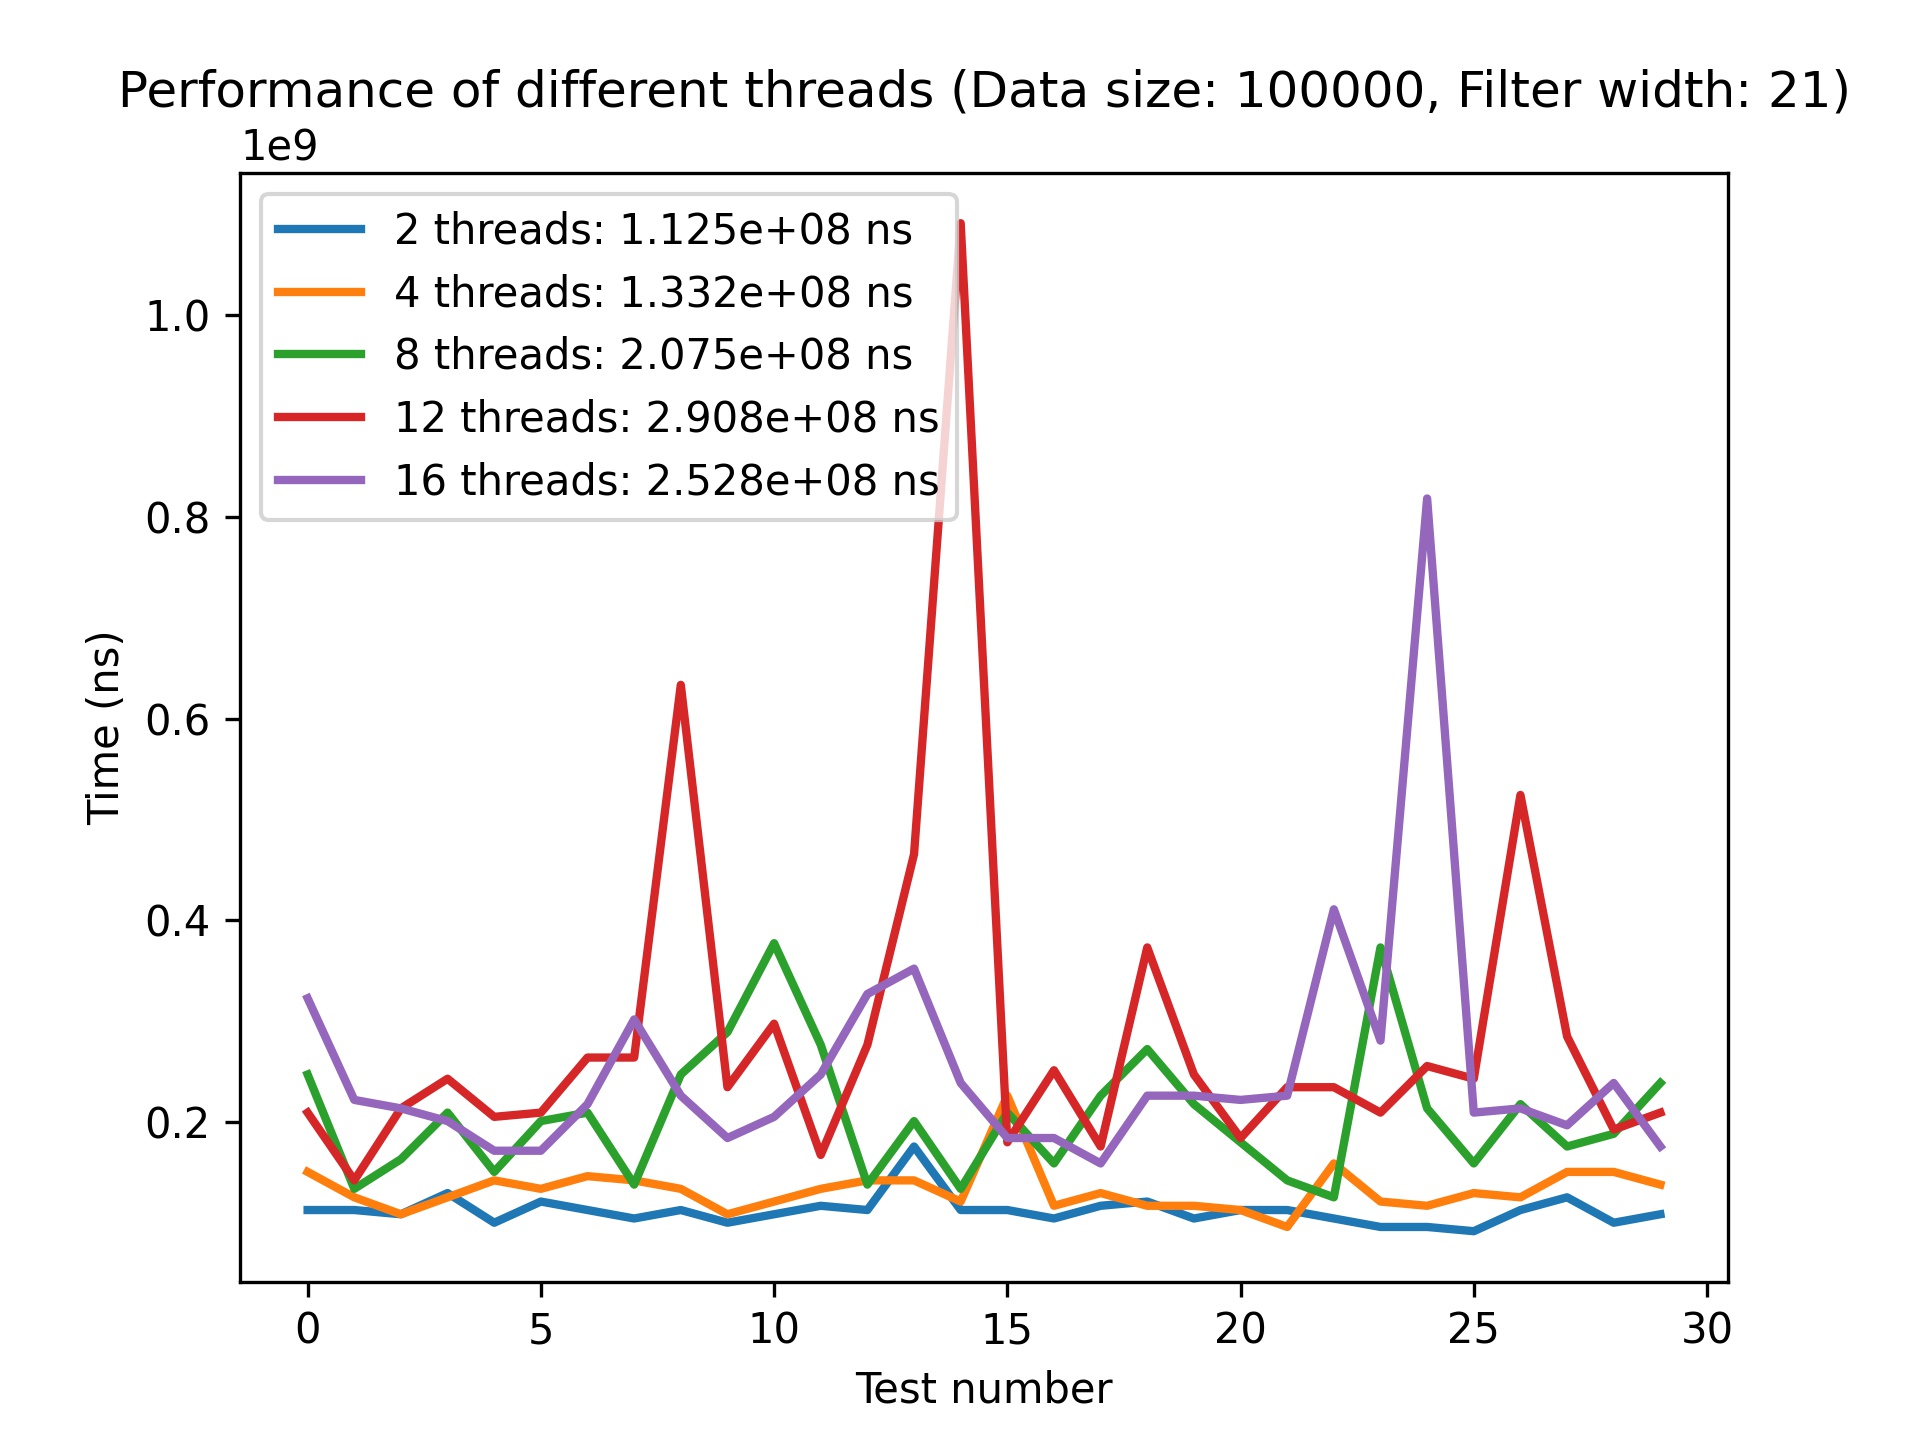 Performance of different threads (Data size: 100000, Filter width: 21)
1e9
2 threads: 1.125e+08 ns
4 threads: 1.332e+08 ns
8 threads: 2.075e+08 ns
12 threads: 2.908e+08 ns
16 threads: 2.528e+08 ns
1.0
0.8
0.6
0.4
0.2
Time (ns)
0 5 10 15 20 25 30
Test number